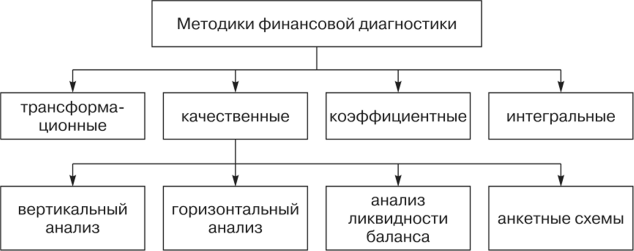 Методики финансовой диагностики
трансформа-
ционные
качественные
коэффициентные
интегральные
вертикальный
анализ
горизонтальный
анализ
анализ
ликвидности
баланса
анкетные схемы